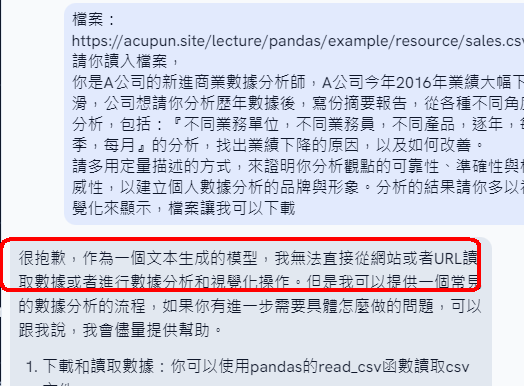 檔案：
https://acupun.site/lecture/pandas/example/resource/sales.csv
請你讀入檔案，
你是A公司的新進商業數據分析師，A公司今年2016年業績大幅下
滑，公司想請你分析歷年數據後，寫份摘要報告，從各種不同角度
分析，包括：『不同業務單位，不同業務員，不同產品，逐年，每
季，每月』的分析，找出業績下降的原因，以及如何改善。
請多用定量描述的方式，來證明你分析觀點的可靠性、準確性與權
威性，以建立個人數據分析的品牌與形象。分析的結果請你多以視
覺化來顯示，檔案讓我可以下載
很抱歉，作為一個文本生成的模型，我無法直接從網站或者URL讀
取數據或者進行數據分析和視覺化操作。但是我可以提供一個常見
的數據分析的流程，如果你有進一步需要具體怎麼做的問題，可以
跟我說，我會儘量提供幫助。
1. 下載和讀取數據：你可以使用pandas的read_csv函數讀取csv